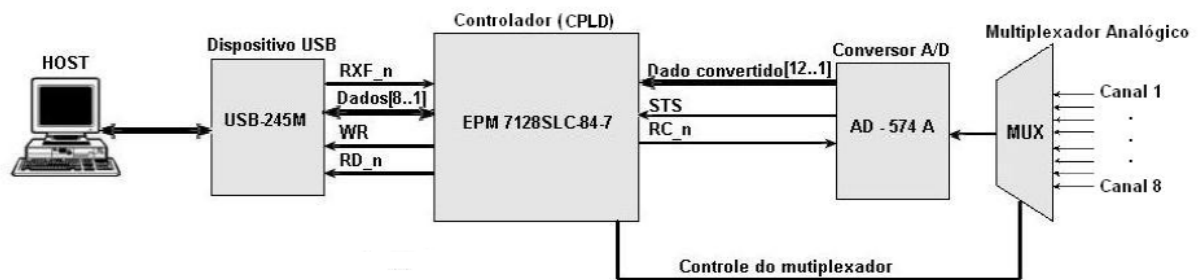 HOST
Dispositivo USB
USB-245M
RXF_n
Dados[8..1]
WR
RD_n
Controlador (CPLD)
EPM 7128SLC-84-7
Dado convertido[12..1]
STS
RC_n
Conversor A/D
AD - 574 A
Multiplexador Analógico
MUX
Canal 1
Canal 8
Controle do mutiplexador